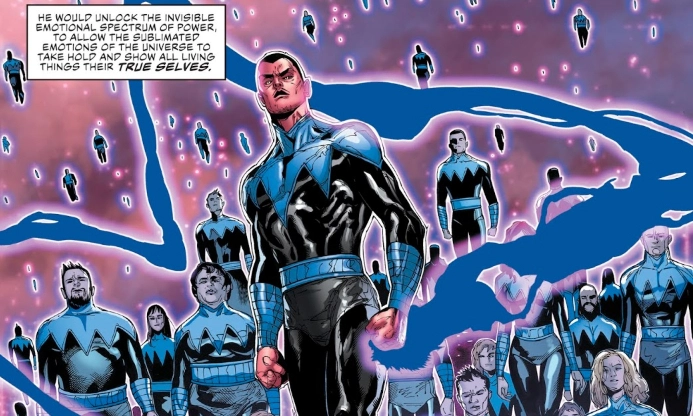 HE WOULD UNLOCK THE INVISIBLE
EMOTIONAL SPECTRUM OF POWER,
TO ALLOW THE SUBLIMATED
EMOTIONS OF THE UNIVERSE TO
TAKE HOLD AND SHOW ALL LIVING
THINGS THEIR TRUE SELVES.